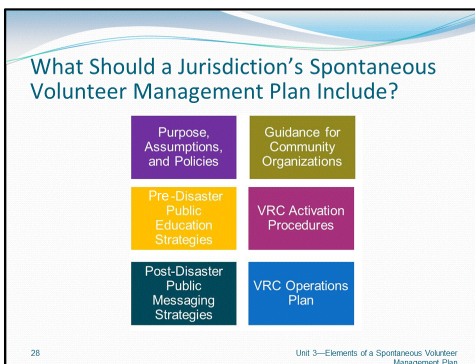 What Should a Jurisdiction's Spontaneous
Volunteer Management Plan Include?
Purpose,
Assumptions,
and Policies
Guidance for
Community
Organizations
Pre-Disaster
Public
Education
Strategies
VRC Activation
Procedures
Post-Disaster
Public
Messaging
Strategies
VRC Operations
Plan
28
Unit 3—Elements of a Spontaneous Volunteer
Management Plan